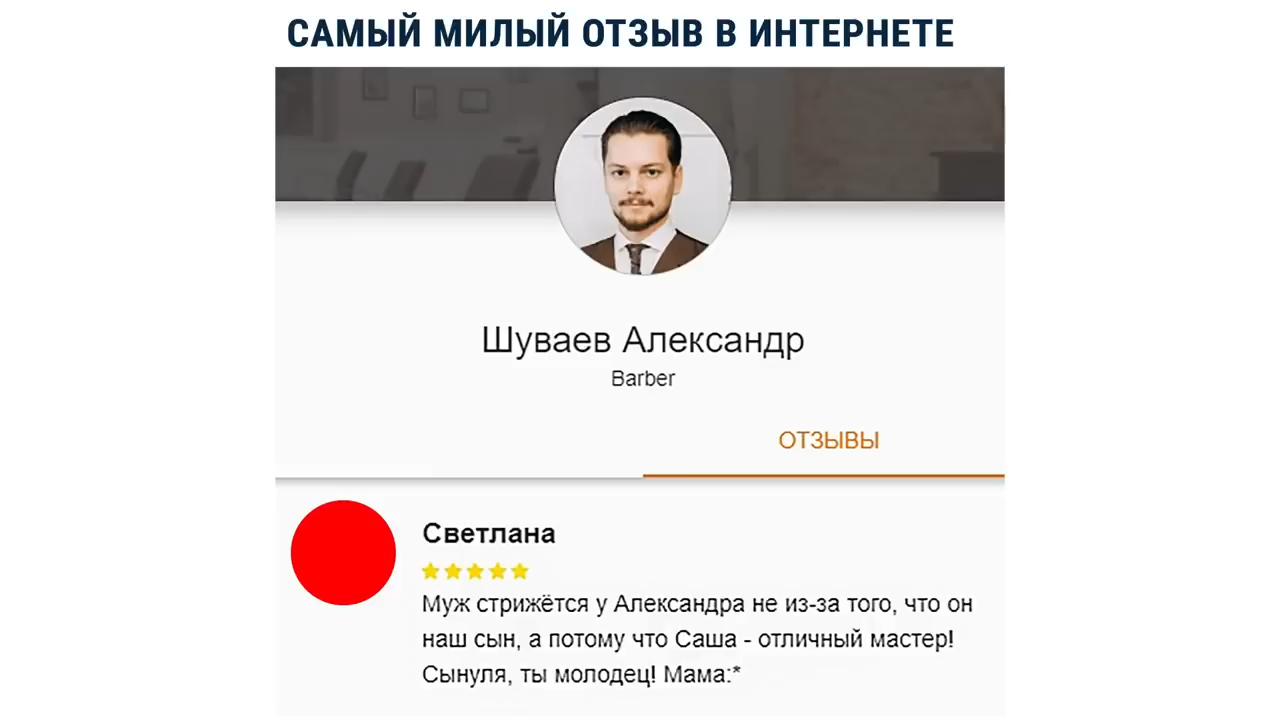 САМЫЙ МИЛЫЙ ОТЗЫВ В ИНТЕРНЕТЕ
Шуваев Александр
Barber
ОТЗЫВЫ
Светлана
Муж стрижётся у Александра не из-за того, что он
наш сын, а потому что Саша - отличный мастер!
Сынуля, ты молодец! Мама:*